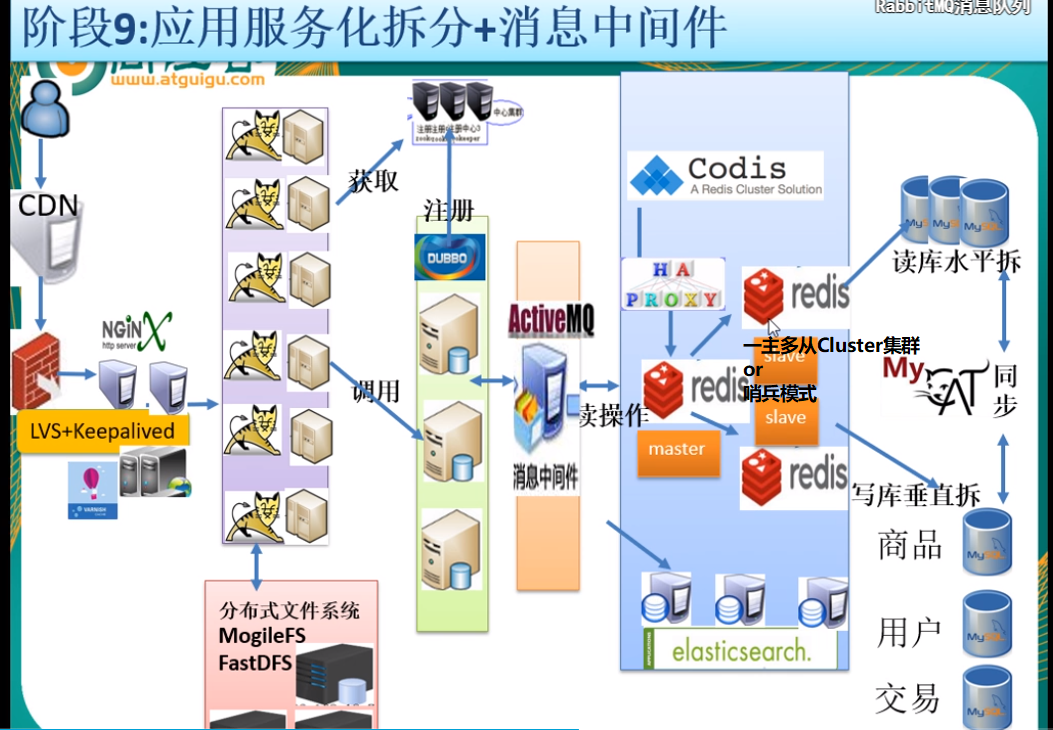 RabbitMQ消息队列
阶段9:应用服务化拆分+消息中间件
www.atguigu.com
中心集群
获取
CDN
注册
DUBBO
Codis
A Redis Cluster Solution
MySQL
读库水平拆
HA
PROXY
redis
NGiNX
http server
ActiveMQ
一主多从Cluster集群
or
哨兵模式
slave
slave
redis
master
MyCAT
同
步
调用
读操作
LVS+Keepalived
VARNISH
消息中间件
redis
写库垂直拆
商品
MySQL
分布式文件系统
MogileFS
FastDFS
elasticsearch.
用户
MySQL
交易
MySQL